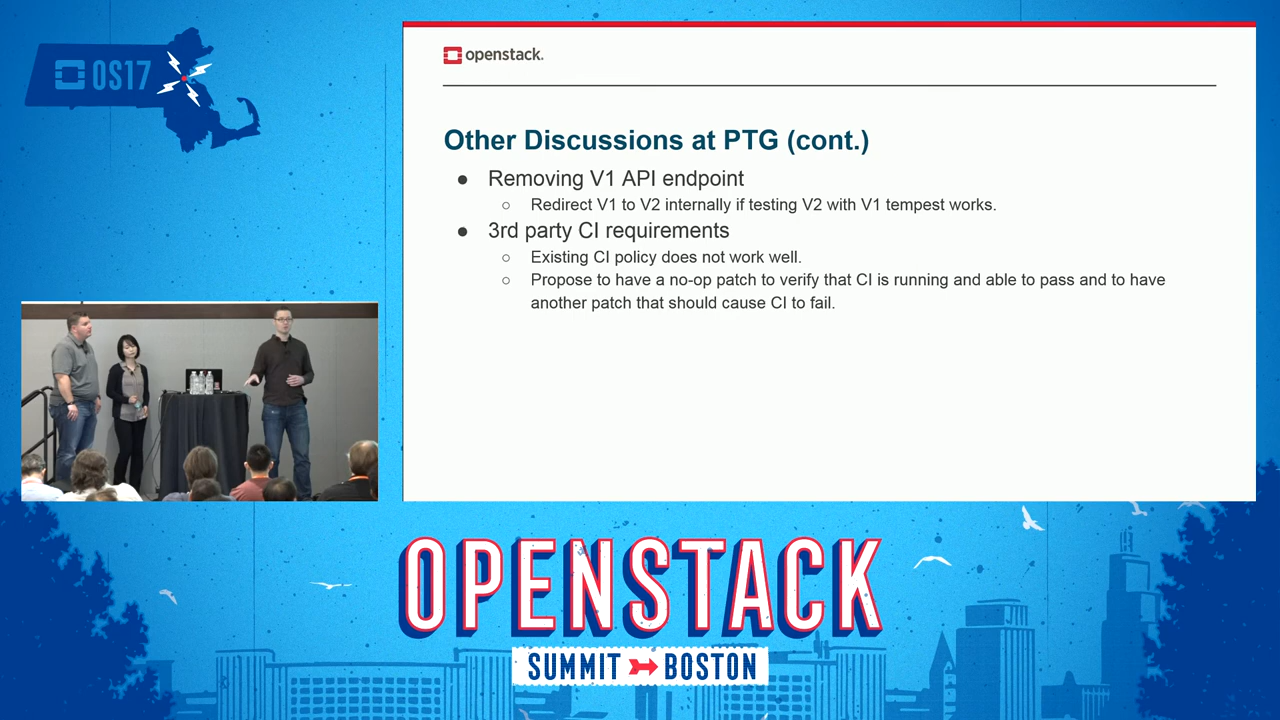 OS17
openstack.
Other Discussions at PTG (cont.)
● Removing V1 API endpoint
○ Redirect V1 to V2 internally if testing V2 with V1 tempest works.
● 3rd party CI requirements
○ Existing CI policy does not work well.
○ Propose to have a no-op patch to verify that CI is running and able to pass and to have
another patch that should cause CI to fail.
OPENSTACK
SUMMIT BOSTON